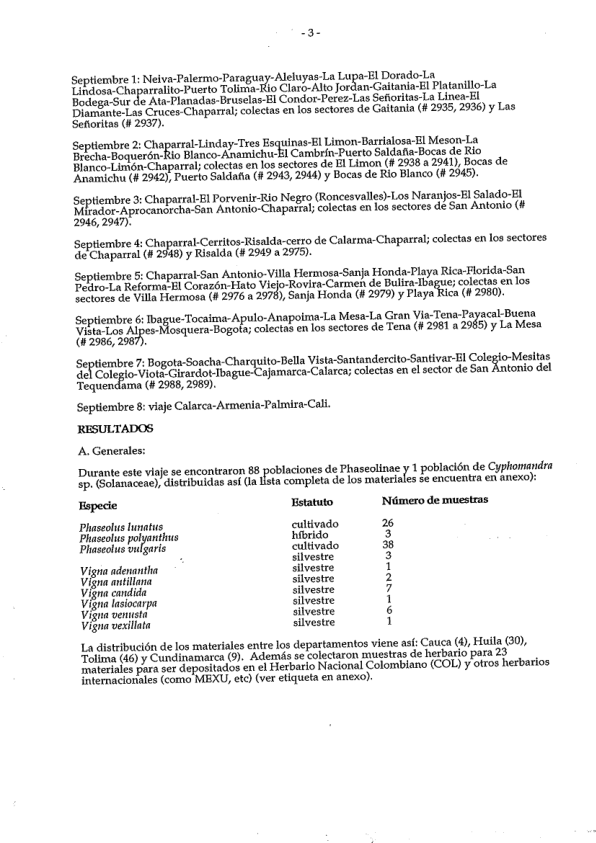 - 3 -
Septiembre 1: Neiva-Palermo-Paraguay-Aleluyas-La Lupa-El Dorado-La
Lindosa-Chaparralito-Puerto Tolima-Rio Claro-Alto Jordan-Gaitania-El Platanillo-La
Bodega-Sur de Ata-Planadas-Bruselas-El Condor-Perez-Las Señoritas-La Linea-El
Diamante-Las Cruces-Chaparral; colectas en los sectores de Gaitania (# 2935, 2936) y Las
Señoritas (# 2937).
Septiembre 2: Chaparral-Linday-Tres Esquinas-El Limon-Barrialosa-El Meson-La
Brecha-Boquerón-Rio Blanco-Anamichu-El Cambrín-Puerto Saldaña-Bocas de Rio
Blanco-Limón-Chaparral; colectas en los sectores de El Limon (# 2938 a 2941), Bocas de
Anamichu (# 2942), Puerto Saldaña (# 2943, 2944) y Bocas de Rio Blanco (# 2945).
Septiembre 3: Chaparral-El Porvenir-Rio Negro (Roncesvalles)-Los Naranjos-El Salado-El
Mirador-Aprocanorcha-San Antonio-Chaparral; colectas en los sectores de San Antonio (#
2946, 2947).
Septiembre 4: Chaparral-Cerritos-Risalda-cerro de Calarma-Chaparral; colectas en los sectores
de Chaparral (# 2948) y Risalda (# 2949 a 2975).
Septiembre 5: Chaparral-San Antonio-Villa Hermosa-Sanja Honda-Playa Rica-Florida-San
Pedro-La Reforma-El Corazón-Hato Viejo-Rovira-Carmen de Bulira-Ibague; colectas en los
sectores de Villa Hermosa (# 2976 a 2978), Sanja Honda (# 2979) y Playa Rica (# 2980).
Septiembre 6: Ibague-Tocaima-Apulo-Anapoima-La Mesa-La Gran Via-Tena-Payacal-Buena
Vista-Los Alpes-Mosquera-Bogota; colectas en los sectores de Tena (# 2981 a 2985) y La Mesa
(# 2986, 2987).
Septiembre 7: Bogota-Soacha-Charquito-Bella Vista-Santandercito-Santivar-El Colegio-Mesitas
del Colegio-Viota-Girardot-Ibague-Cajamarca-Calarca; colectas en el sector de San Antonio del
Tequendama (# 2988, 2989).
Septiembre 8: viaje Calarca-Armenia-Palmira-Cali.
RESULTADOS
A. Generales:
Durante este viaje se encontraron 88 poblaciones de Phaseolinae y 1 población de Cyphomandra
sp. (Solanaceae), distribuidas así (la lista completa de los materiales se encuentra en anexo):
Especie Estatuto Número de muestras
Phaseolus lunatus cultivado 26
Phaseolus polyanthus híbrido 3
Phaseolus vulgaris cultivado 38
silvestre 3
Vigna adenantha silvestre 1
Vigna antillana silvestre 2
Vigna candida silvestre 7
Vigna lasiocarpa silvestre 1
Vigna venusta silvestre 6
Vigna vexillata silvestre 1
La distribución de los materiales entre los departamentos viene así: Cauca (4), Huila (30),
Tolima (46) y Cundinamarca (9). Además se colectaron muestras de herbario para 23
materiales para ser depositados en el Herbario Nacional Colombiano (COL) y otros herbarios
internacionales (como MEXU, etc) (ver etiqueta en anexo).